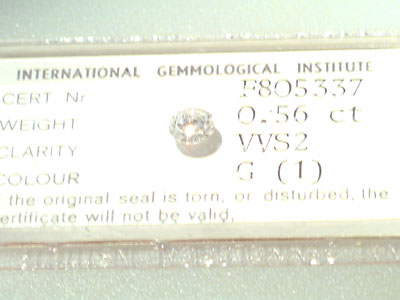 INTERNATIONAL GEMMOLOGICAL INSTITUTE
CERT. Nr F805337
WEIGHT 0.56 ct
CLARITY VVS2
COLOUR G (1)
f the original seal is torn, or disturbed, the
ertificate will not be valid.